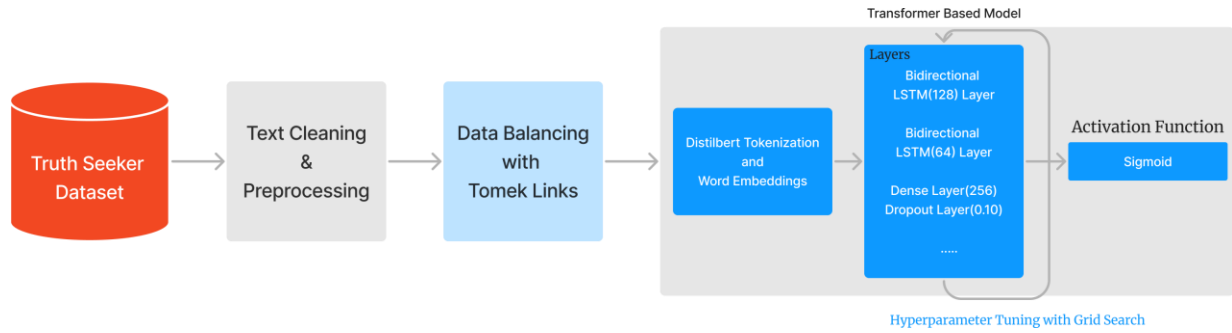 Transformer Based Model
Truth Seeker
Dataset
Text Cleaning
&
Preprocessing
Data Balancing
with
Tomek Links
Distilbert Tokenization
and
Word Embeddings
Layers
Bidirectional
LSTM(128) Layer
Bidirectional
LSTM(64) Layer
Dense Layer(256)
Dropout Layer(0.10)
.....
Activation Function
Sigmoid
Hyperparameter Tuning with Grid Search